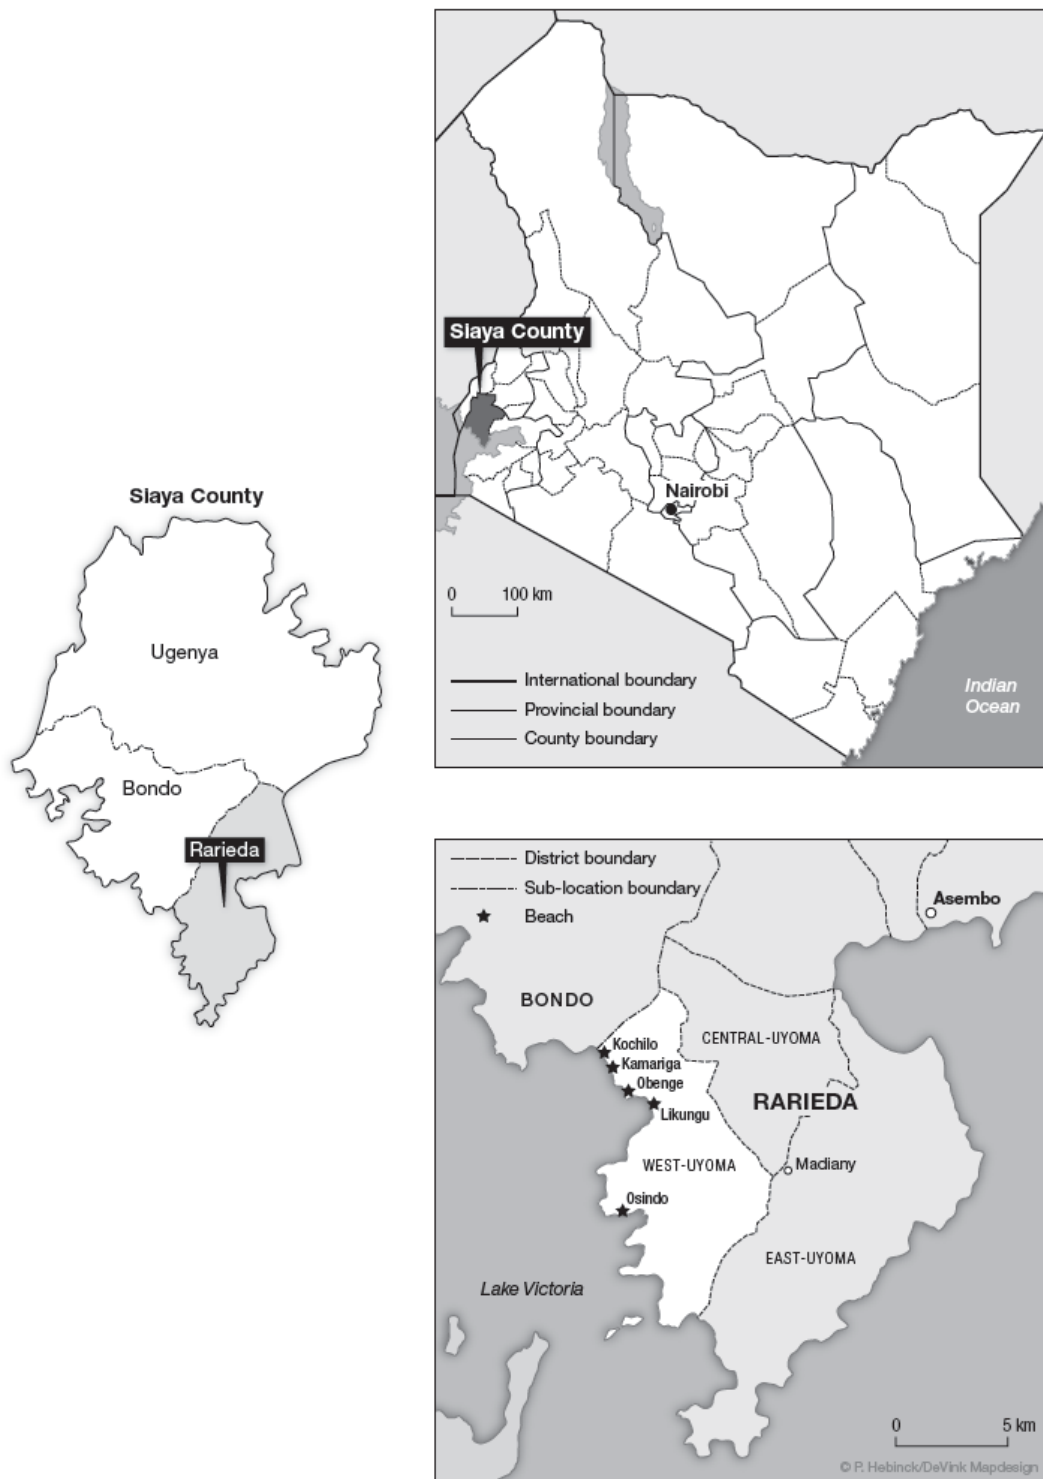 Siaya County
Nairobi
0 100 km
International boundary
Provincial boundary
County boundary
Indian
Ocean
Siaya County
Ugenya
Bondo
Rarieda
District boundary
Sub-location boundary
Beach
Asembo
BONDO
Kochilo
Kamariga
Obenge
Likungu
CENTRAL-UYOMA
RARIEDA
WEST-UYOMA
Madiany
Osindo
EAST-UYOMA
Lake Victoria
0 5 km
© P. Hebinck/DeVink Mapdesign